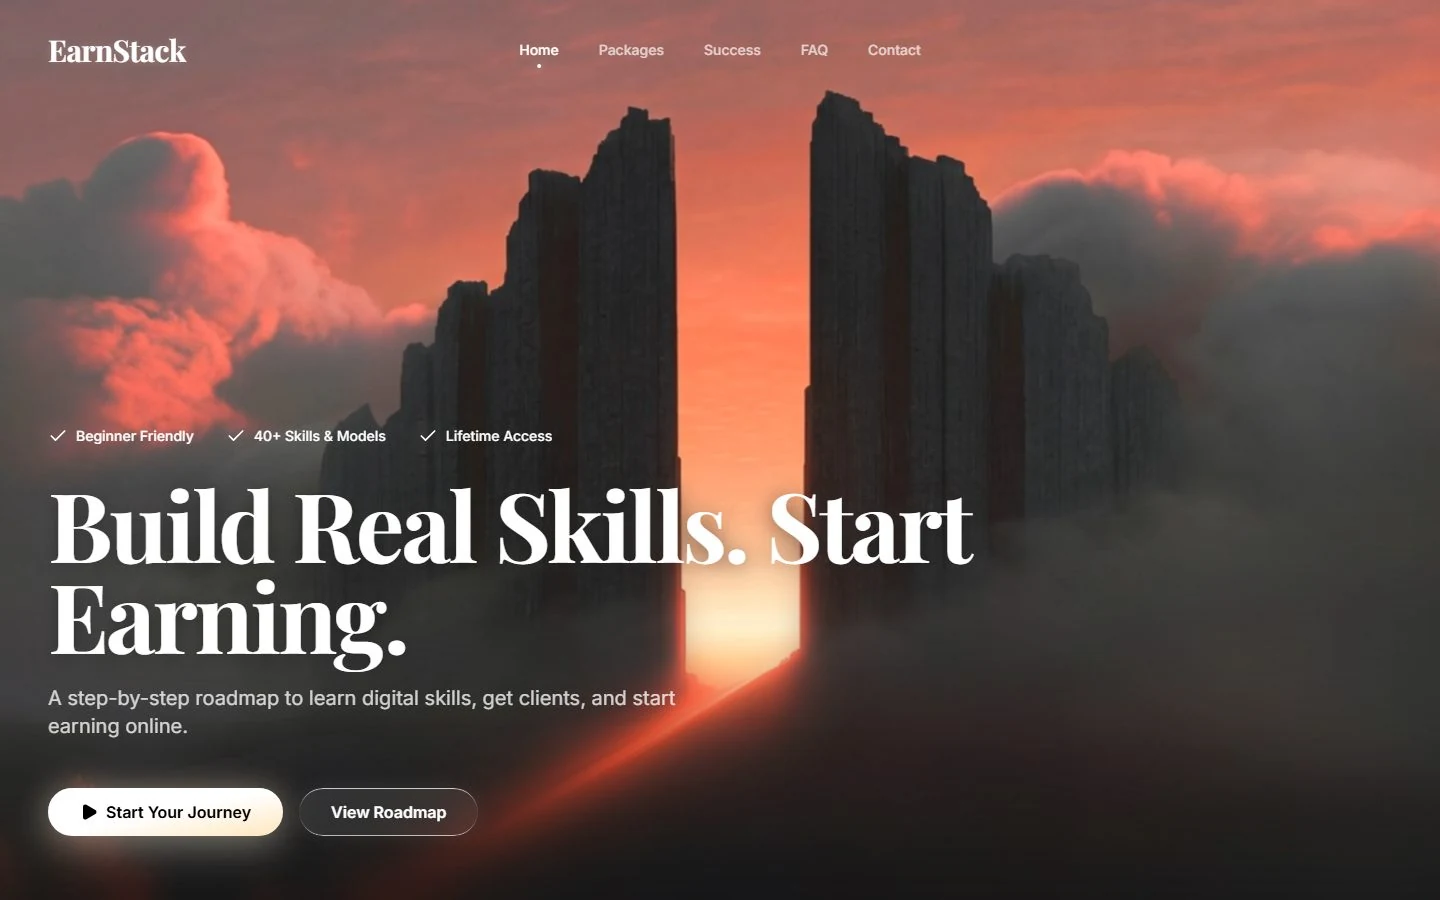 EarnStack
Home Packages Success FAQ Contact
Beginner Friendly 40+ Skills & Models Lifetime Access
Build Real Skills. Start
Earning.
A step-by-step roadmap to learn digital skills, get clients, and start
earning online.
Start Your Journey View Roadmap